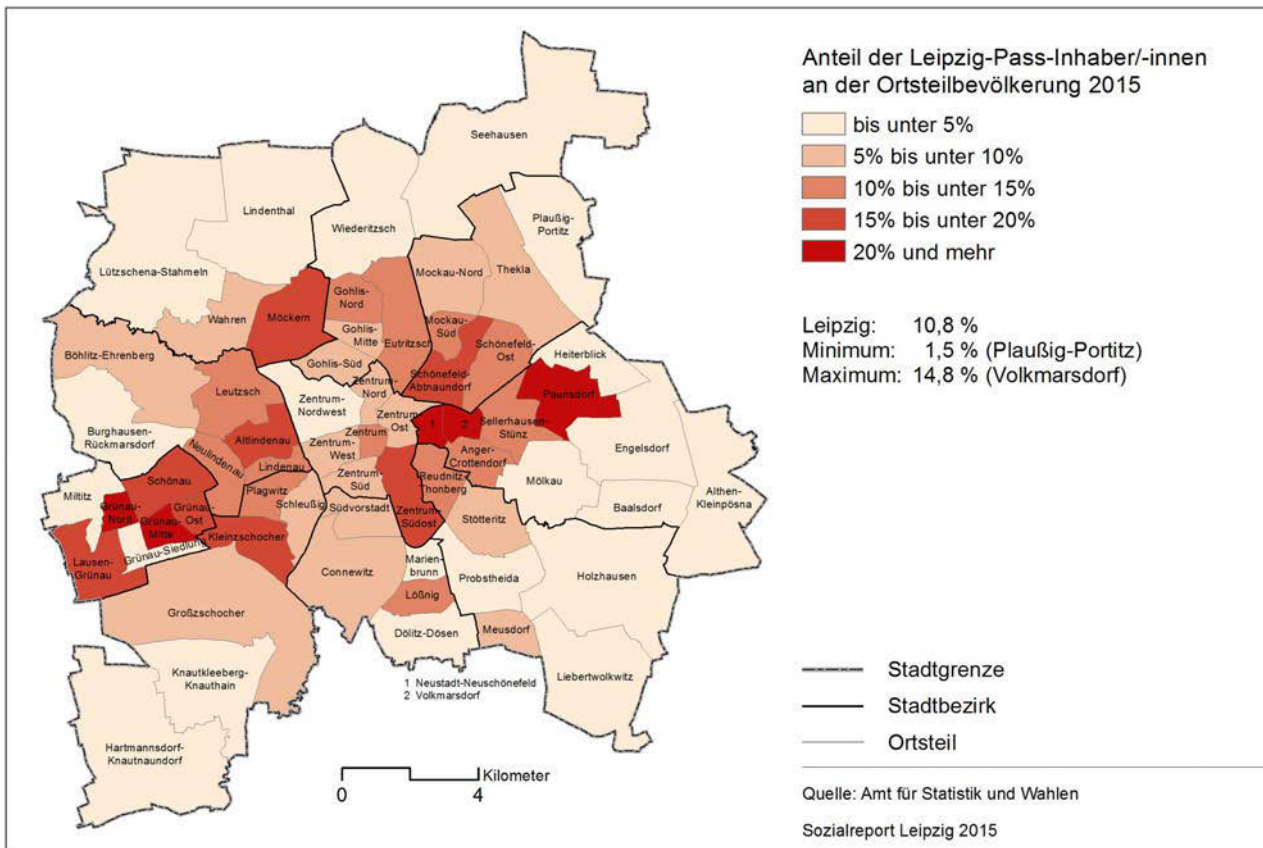 Anteil der Leipzig-Pass-Inhaber/-innen
an der Ortsteilbevölkerung 2015
bis unter 5%
5% bis unter 10%
10% bis unter 15%
15% bis unter 20%
20% und mehr
Leipzig: 10,8 %
Minimum: 1,5 % (Plaußig-Portitz)
Maximum: 14,8 % (Volkmarsdorf)
Seehausen
Lindenthal
Wiederitzsch
Plaußig-
Portitz
Lützschena-Stahmeln
Mockau-Nord
Thekla
Gohlis-
Nord
Wahren
Möckern
Gohlis-
Mitte
Eutritzsch
Mockau-
Süd
Schönefeld-
Ost
Heiterblick
Böhlitz-Ehrenberg
Gohlis-Süd
Schönefeld-
Abtnaundorf
Leutzsch
Zentrum-
Nord
Zentrum-
Nordwest
Paunsdorf
Zentrum-
Ost
1
2
Sellerhausen-
Stünz
Burghausen-
Rückmarsdorf
Altlindenau
Neulindenau
Lindenau
Zentrum-
West
Zentrum
Anger-
Crottendorf
Engelsdorf
Schönau
Zentrum-
Süd
Reudnitz-
Thonberg
Mölkau
Miltitz
Plagwitz
Schleußig
Südvorstadt
Althen-
Kleinpösna
Grünau-
Nord
Grünau-
Ost
Grünau-
Mitte
Zentrum-
Südost
Stötteritz
Baalsdorf
Kleinzschocher
Grünau-Siedlung
Lausen-
Grünau
Connewitz
Marien-
brunn
Probstheida
Holzhausen
Großzschocher
Lößnig
Dölitz-Dösen
Meusdorf
Knautkleeberg-
Knauthain
Liebertwolkwitz
1 Neustadt-Neuschönefeld
2 Volkmarsdorf
Hartmannsdorf-
Knautnaundorf
Kilometer
0 4
Stadtgrenze
Stadtbezirk
Ortsteil
Quelle: Amt für Statistik und Wahlen
Sozialreport Leipzig 2015